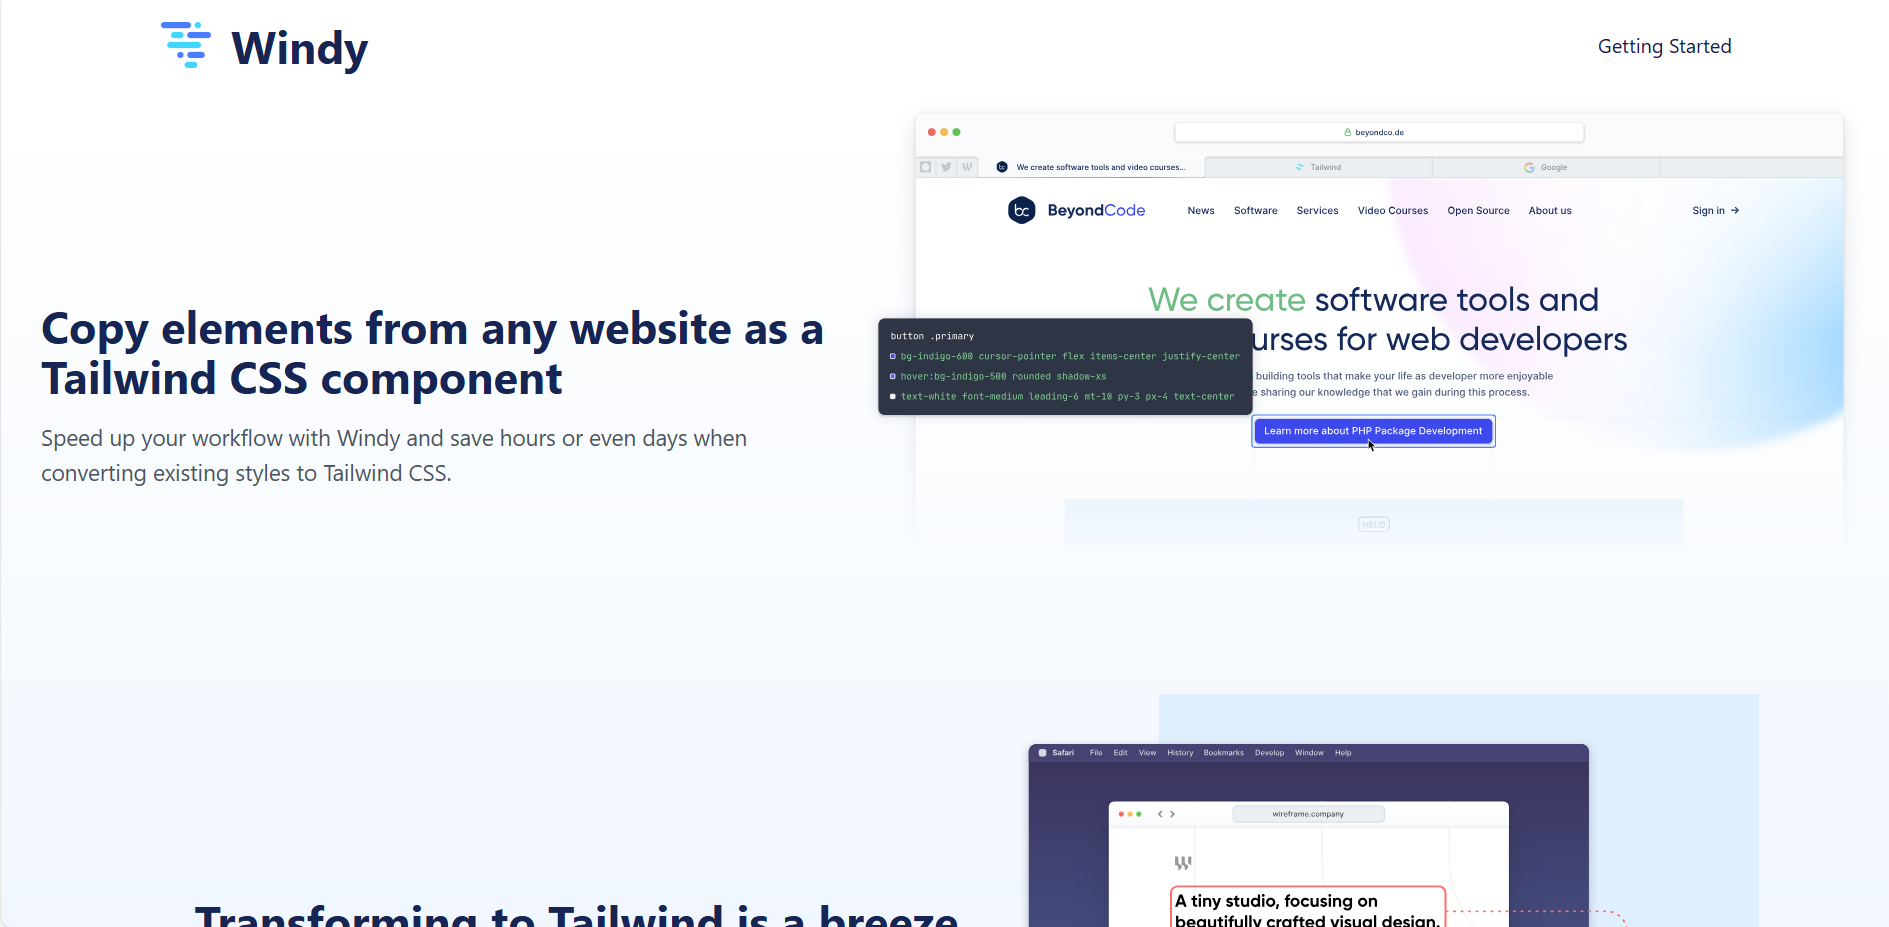 Windy
Getting Started
beyondco.de
We create software tools and video courses...
Tailwind
Google
bc
BeyondCode
News
Software
Services
Video Courses
Open Source
About us
Sign in →
We create software tools and
urses for web developers
building tools that make your life as developer more enjoyable
e sharing our knowledge that we gain during this process.
Learn more about PHP Package Development
HELO
button .primary
bg-indigo-600 cursor-pointer flex items-center justify-center
hover:bg-indigo-500 rounded shadow-xs
text-white font-medium leading-6 mt-10 py-3 px-4 text-center
Copy elements from any website as a
Tailwind CSS component
Speed up your workflow with Windy and save hours or even days when
converting existing styles to Tailwind CSS.
Safari File Edit View History Bookmarks Develop Window Help
wireframe.company
A tiny studio, focusing on
beautifully crafted visual design.
Transforming to Tailwind is a breeze